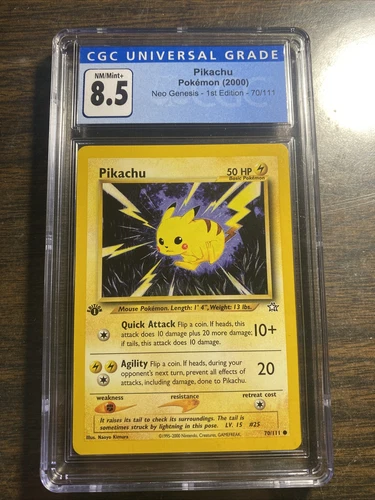 CGC UNIVERSAL GRADE
NM/Mint+
8.5
Pikachu
Pokémon (2000)
Neo Genesis - 1st Edition - 70/111
Pikachu
50 HP
Basic Pokémon
Mouse Pokémon. Length: 1' 4", Weight: 13 lbs.
Quick Attack Flip a coin. If heads, this
attack does 10 damage plus 20 more damage;
if tails, this attack does 10 damage.
10+
Agility Flip a coin. If heads, during your
opponent's next turn, prevent all effects of
attacks, including damage, done to Pikachu.
20
weakness
resistance
retreat cost
It raises its tail to check its surroundings. The tail is
sometimes struck by lightning in this pose. LV. 15 #25
Illus. Naoyo Kimura
©1995-2000 Nintendo, Creatures, GAMEFREAK.
70/111